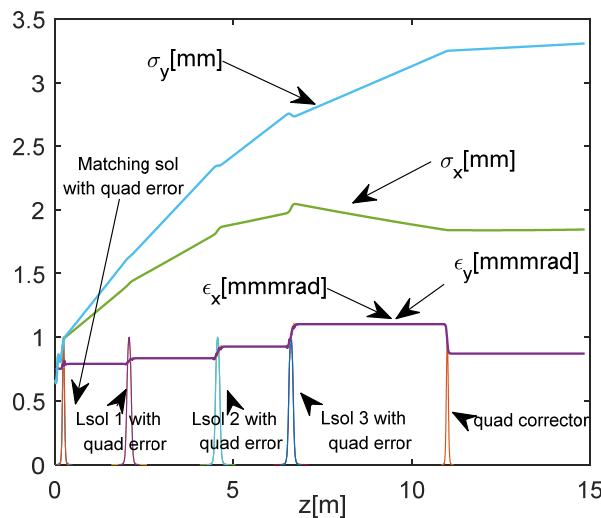 3.5
3
2.5
2
1.5
1
0.5
0
σy[mm]
σx[mm]
Matching sol
with quad error
ϵx[mmmrad]
ϵy[mmmrad]
Lsol 1 with
quad error
Lsol 2 with
quad error
Lsol 3 with
quad error
quad corrector
0
5
10
15
z[m]